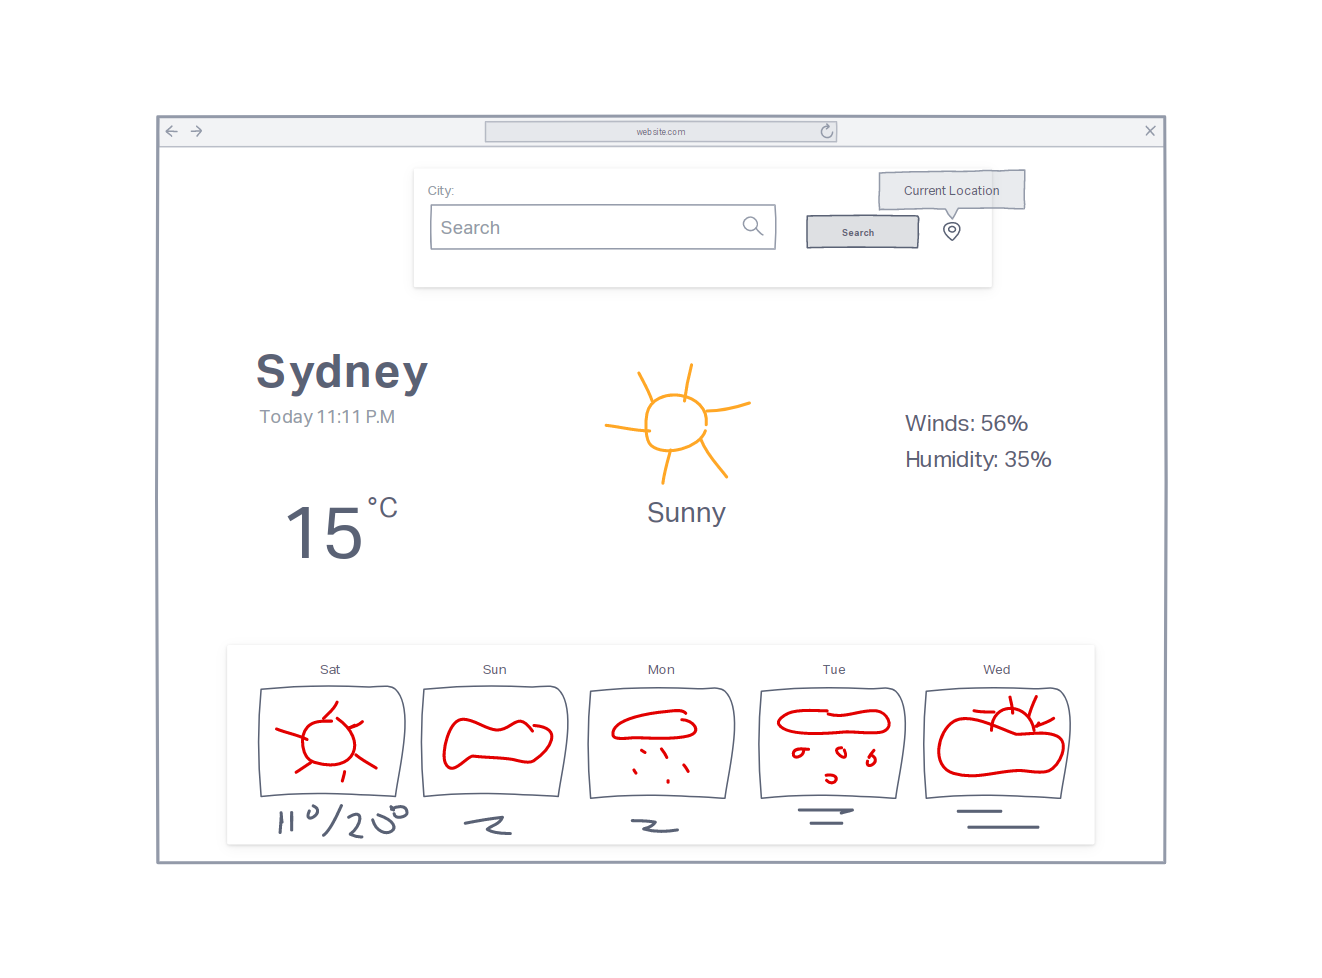 website.com
City:
Current Location
Search
Search
Sydney
Today 11:11 P.M
15 °C
Sunny
Winds: 56%
Humidity: 35%
Sat
Sun
Mon
Tue
Wed
11°/20°